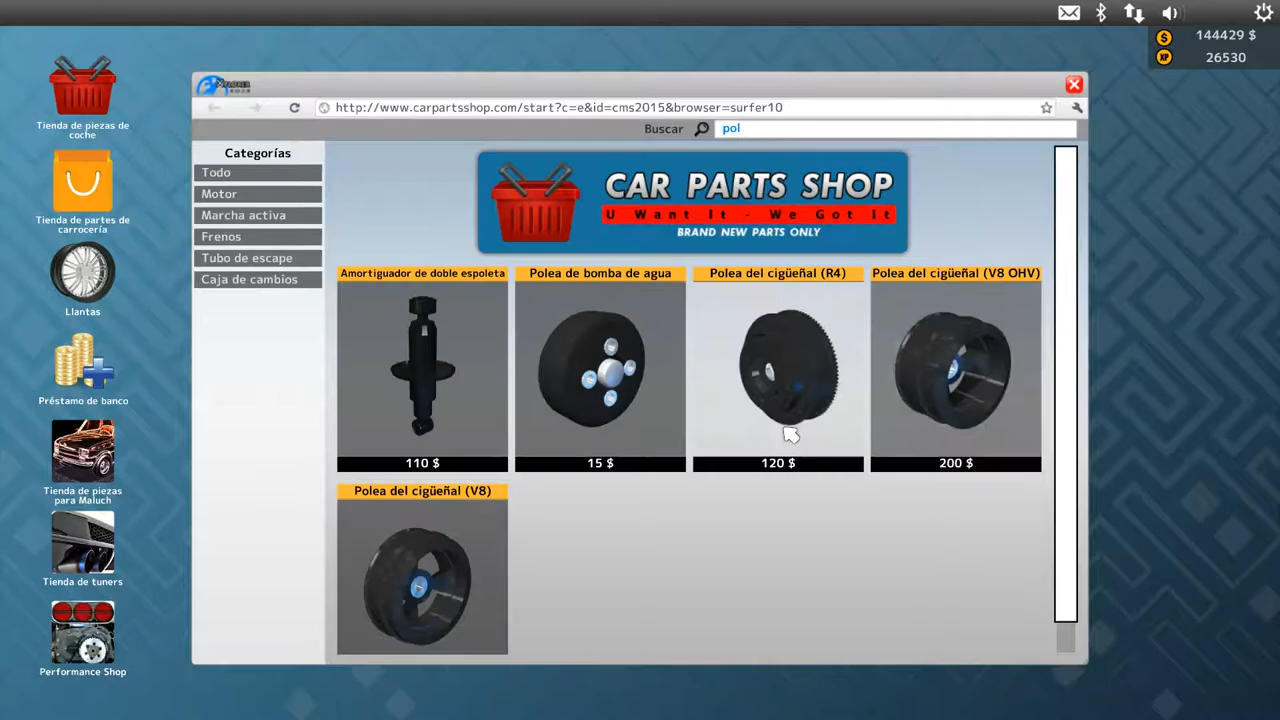 144429 $
26530
http://www.carpartsshop.com/start?c=e&id=cms2015&browser=surfer10
Buscar
pol
Tienda de piezas de
coche
Tienda de partes de
carrocería
Llantas
Préstamo de banco
Tienda de piezas
para Maluch
Tienda de tuners
Performance Shop
Categorías
Todo
Motor
Marcha activa
Frenos
Tubo de escape
Caja de cambios
CAR PARTS SHOP
U Want It - We Got It
BRAND NEW PARTS ONLY
Amortiguador de doble espoleta
110 $
Polea de bomba de agua
15 $
Polea del cigüeñal (R4)
120 $
Polea del cigüeñal (V8 OHV)
200 $
Polea del cigüeñal (V8)